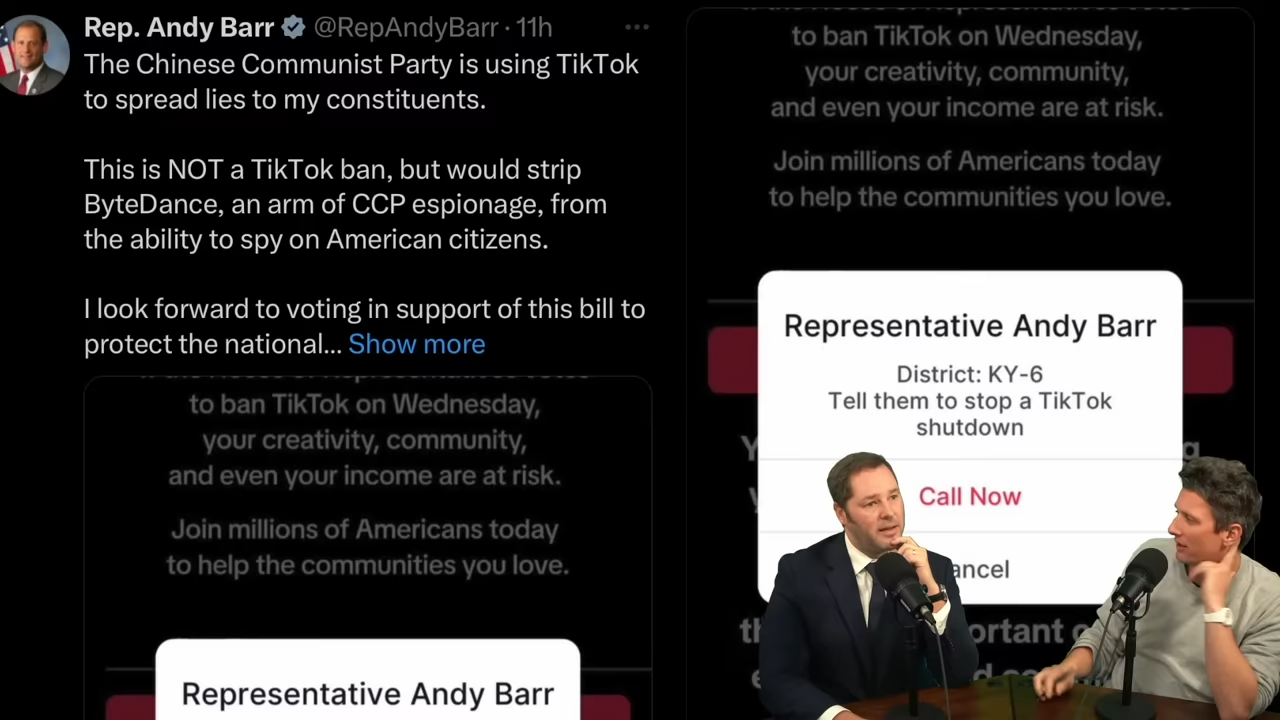 Rep. Andy Barr @RepAndyBarr · 11h
The Chinese Communist Party is using TikTok
to spread lies to my constituents.
This is NOT a TikTok ban, but would strip
ByteDance, an arm of CCP espionage, from
the ability to spy on American citizens.
I look forward to voting in support of this bill to
protect the national... Show more
to ban TikTok on Wednesday,
your creativity, community,
and even your income are at risk.
Join millions of Americans today
to help the communities you love.
Representative Andy Barr
to ban TikTok on Wednesday,
your creativity, community,
and even your income are at risk.
Join millions of Americans today
to help the communities you love.
Representative Andy Barr
District: KY-6
Tell them to stop a TikTok
shutdown
Call Now